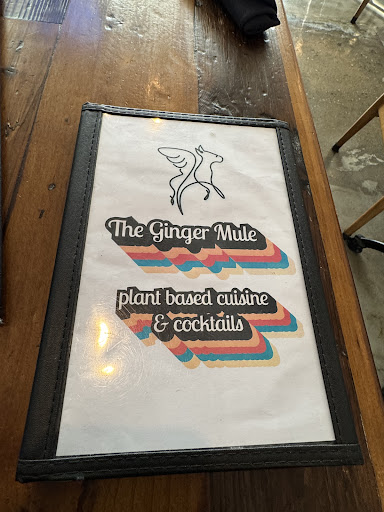 The Ginger Mule
plant based cuisine
& cocktails